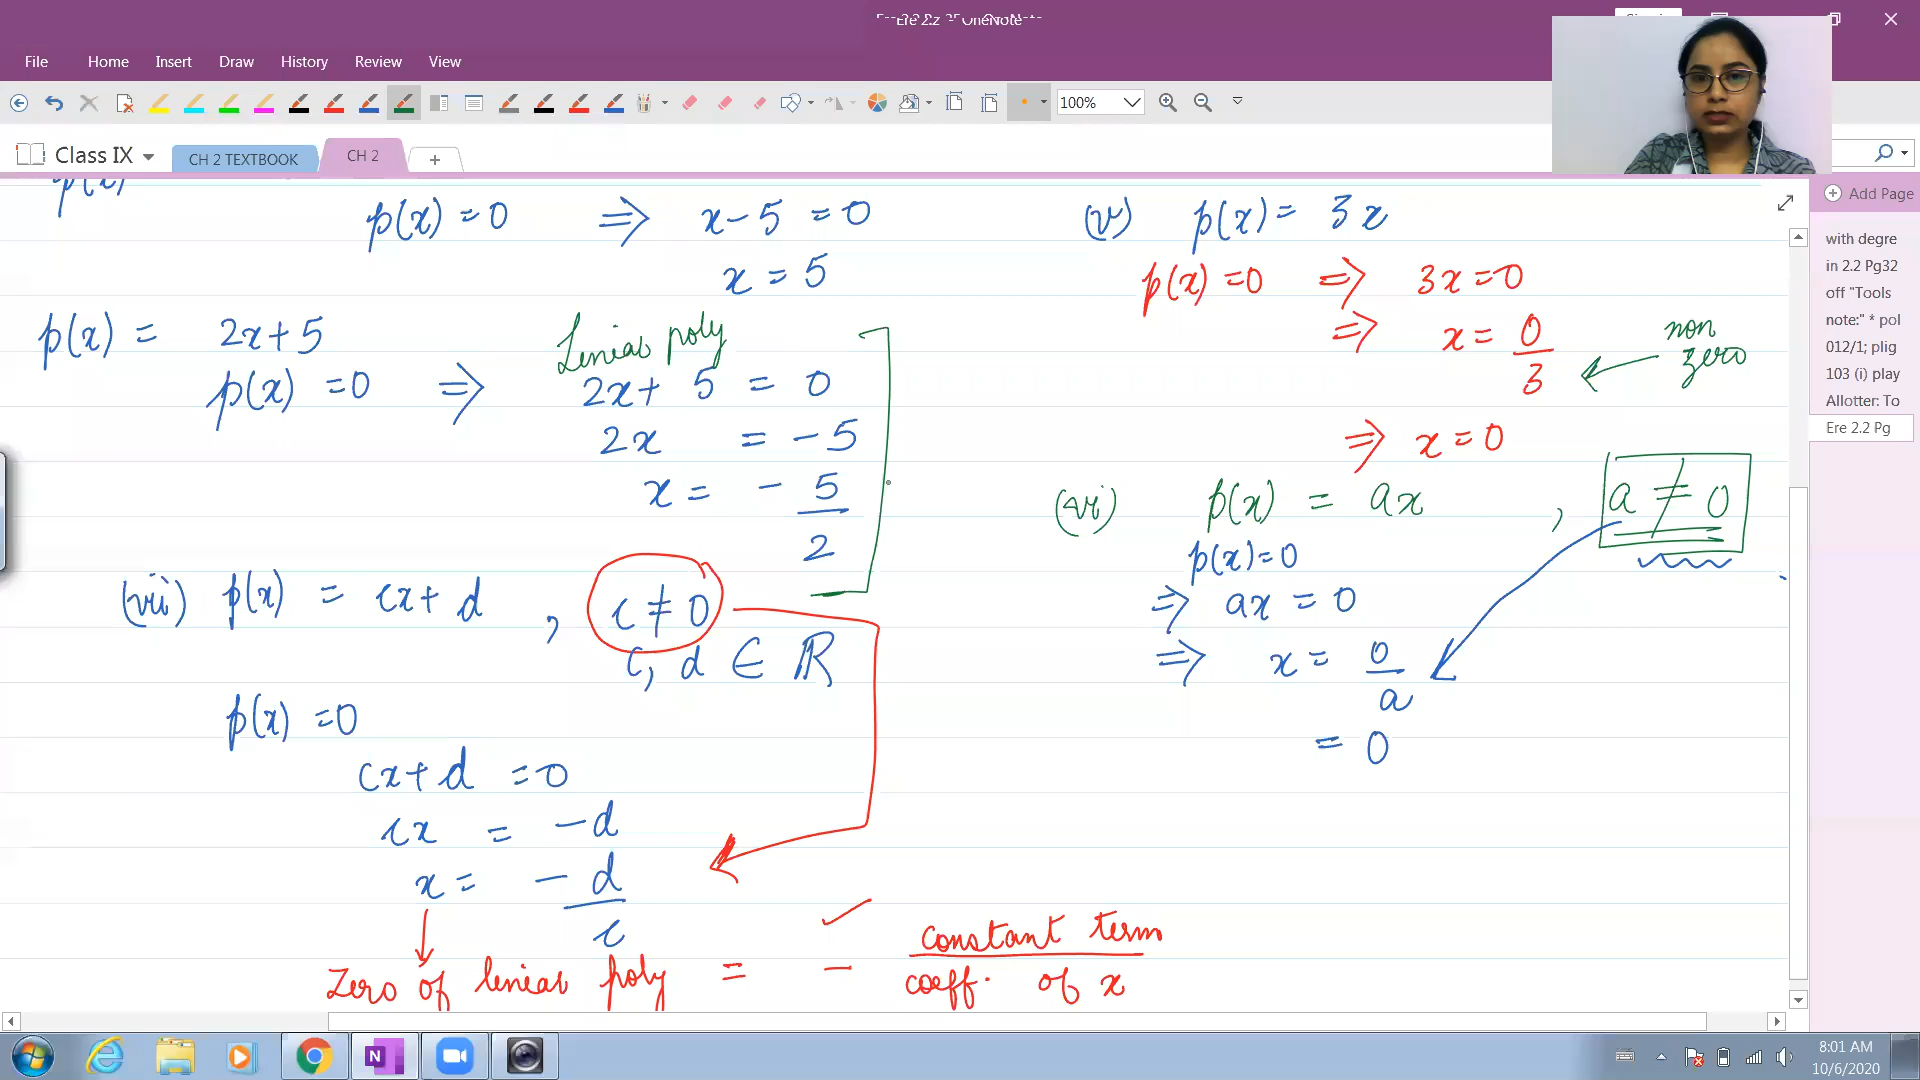 File Home Insert Draw History Review View
100%
Class IX
CH 2 TEXTBOOK
CH 2
Add Page
with degre
in 2.2 Pg32
off "Tools
note:" * pol
012/1; plig
103 (i) play
Allotter: To
Ere 2.2 Pg
p(x)
p(x) = 0 ⇒ x - 5 = 0
x = 5
p(x) = 2x + 5
Liniar poly
p(x) = 0 ⇒ 2x + 5 = 0
2x = - 5
x = - 5/2
(vii) p(x) = cx + d , c ≠ 0
c, d ∈ ℝ
p(x) = 0
cx + d = 0
cx = - d
x = - d/c
Zero of liniar poly = - constant term / coeff. of x
(v) p(x) = 3x
p(x) = 0 ⇒ 3x = 0
⇒ x = 0/3
non
zero
⇒ x = 0
(vi) p(x) = ax , a ≠ 0
p(x) = 0
⇒ ax = 0
⇒ x = 0/a
= 0
8:01 AM
10/6/2020